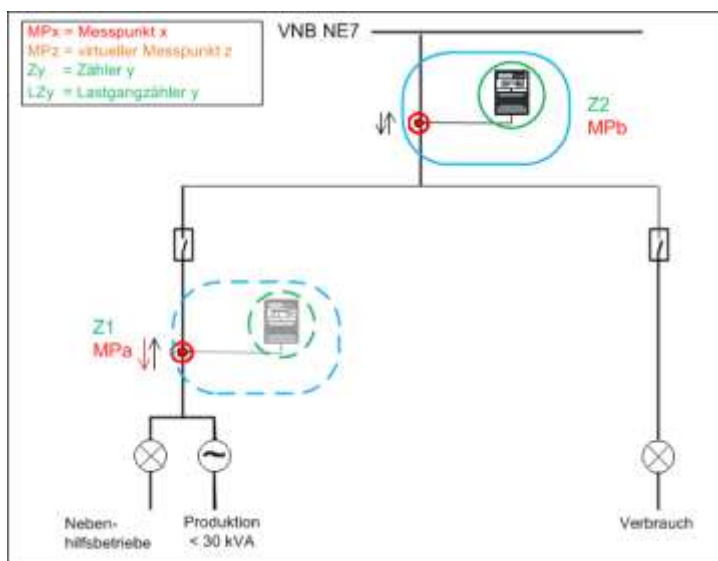 MPx = Messpunkt x
MPz = virtueller Messpunkt z
Zy = Zähler y
LZy = Lastgangzähler y
VNB NE7
Z2
MPb
Z1
MPa
Neben-
hilfsbetriebe
Produktion
< 30 kVA
Verbrauch